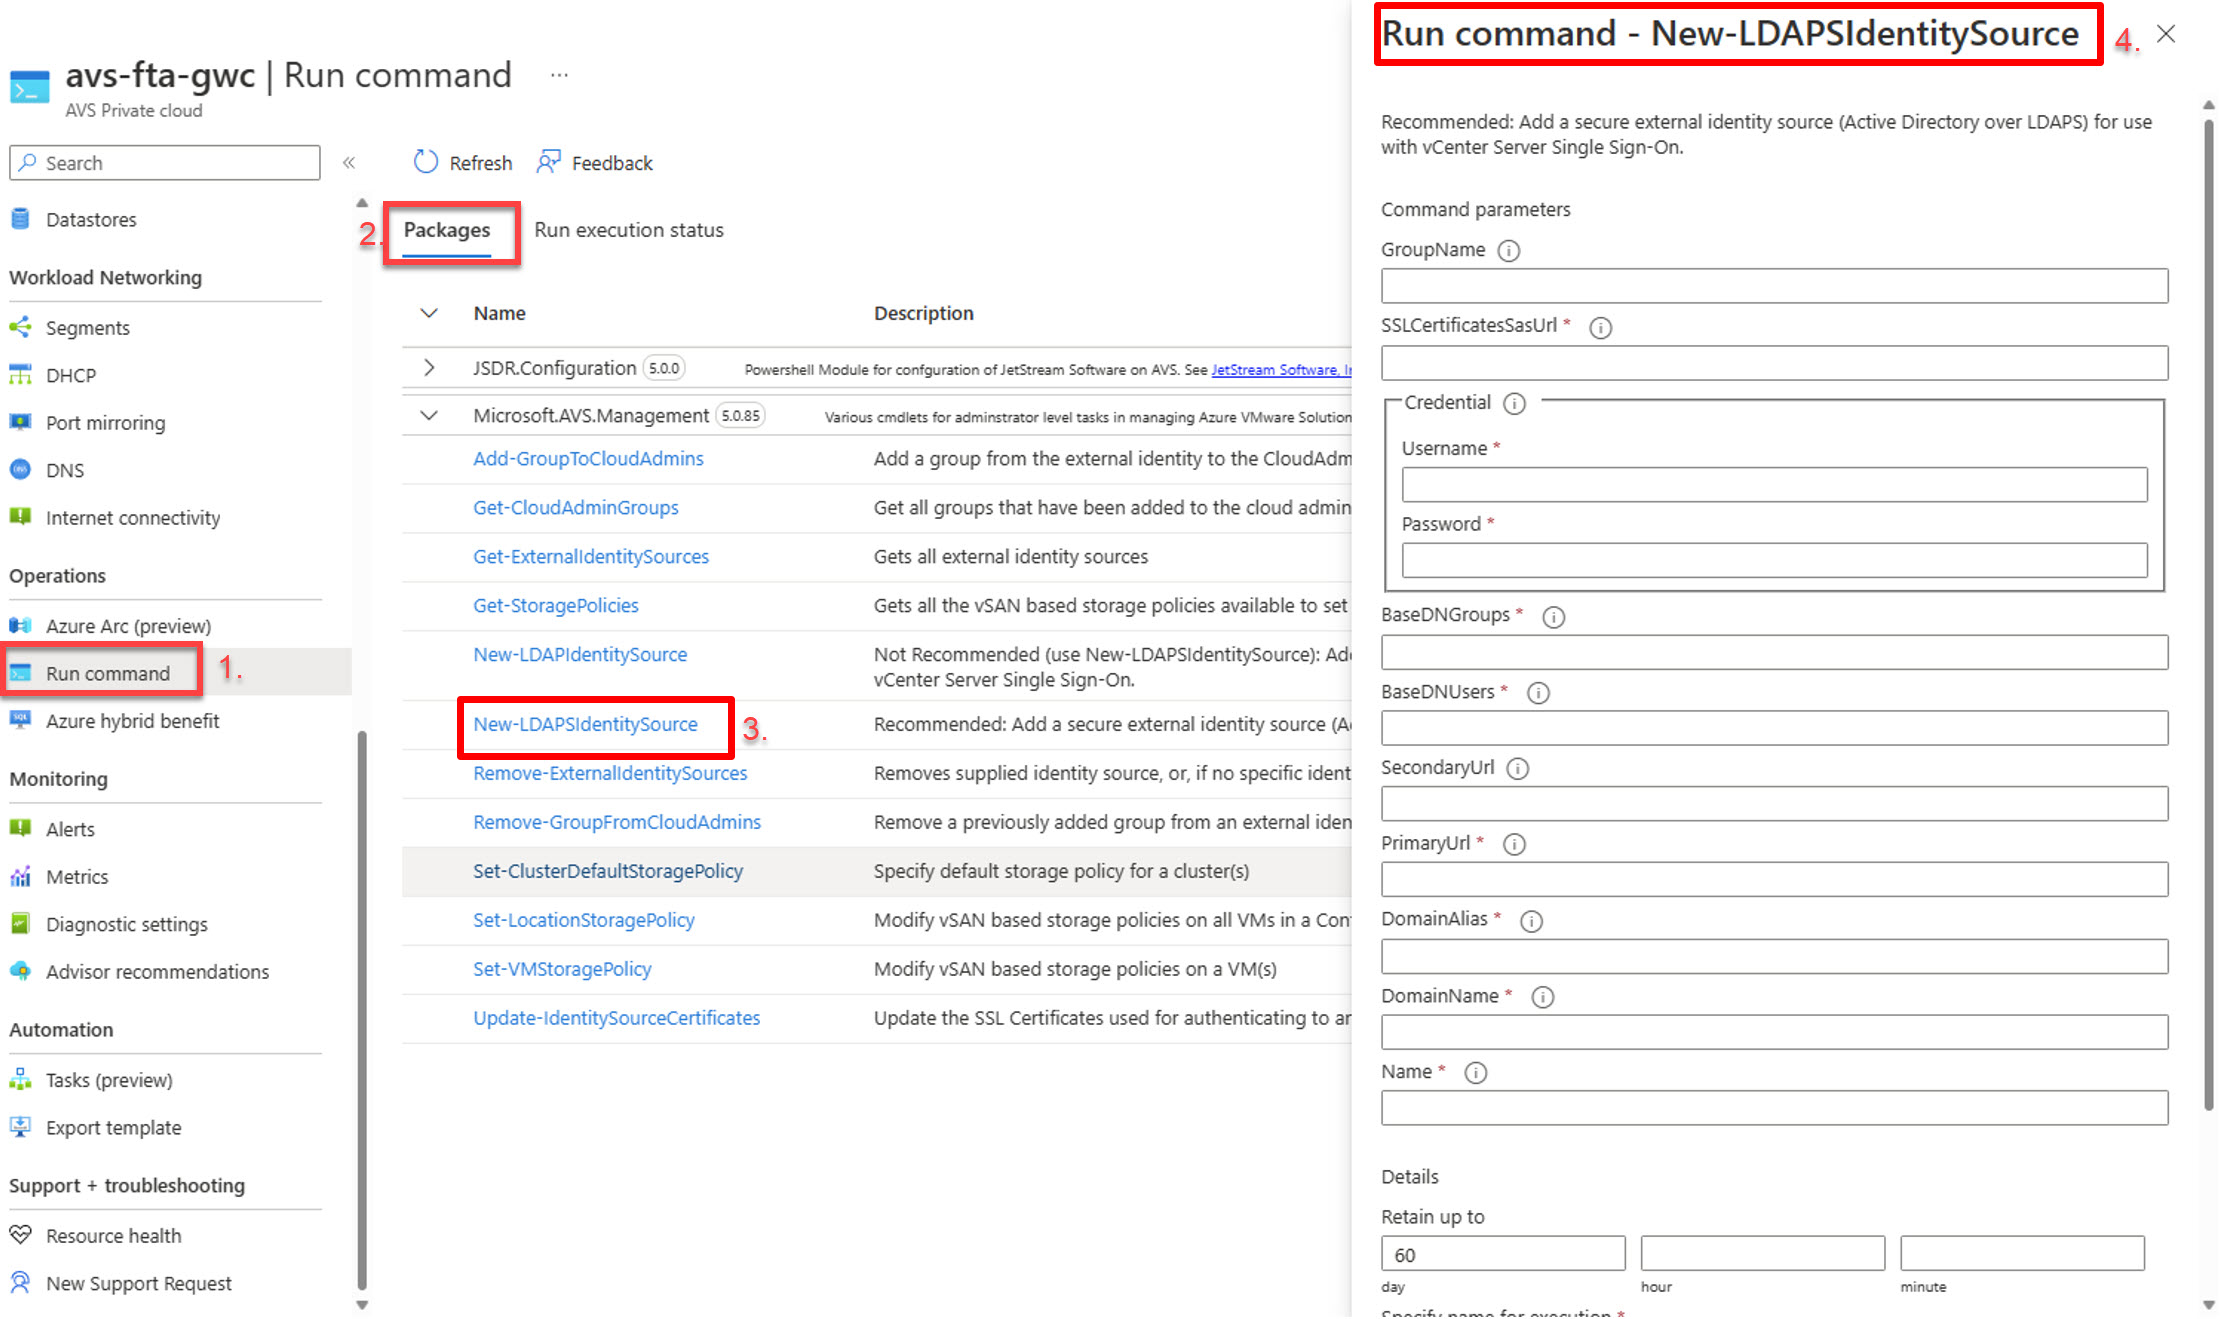 avs-fta-gwc | Run command ...
AVS Private cloud
Search
«
Datastores
Workload Networking
Segments
DHCP
Port mirroring
DNS
Internet connectivity
Operations
Azure Arc (preview)
Run command 1.
Azure hybrid benefit
Monitoring
Alerts
Metrics
Diagnostic settings
Advisor recommendations
Automation
Tasks (preview)
Export template
Support + troubleshooting
Resource health
New Support Request
Refresh Feedback
2. Packages Run execution status
Name Description
JSDR.Configuration 5.0.0 Powershell Module for confguration of JetStream Software on AVS. See JetStream Software,
Microsoft.AVS.Management 5.0.85 Various cmdlets for adminstrator level tasks in managing Azure VMware Solution
Add-GroupToCloudAdmins Add a group from the external identity to the CloudAdm
Get-CloudAdminGroups Get all groups that have been added to the cloud admin
Get-ExternalIdentitySources Gets all external identity sources
Get-StoragePolicies Gets all the vSAN based storage policies available to set
New-LDAPIdentitySource Not Recommended (use New-LDAPSIdentitySource): Add
vCenter Server Single Sign-On.
New-LDAPSIdentitySource 3. Recommended: Add a secure external identity source (A
Remove-ExternalIdentitySources Removes supplied identity source, or, if no specific ident
Remove-GroupFromCloudAdmins Remove a previously added group from an external iden
Set-ClusterDefaultStoragePolicy Specify default storage policy for a cluster(s)
Set-LocationStoragePolicy Modify vSAN based storage policies on all VMs in a Con
Set-VMStoragePolicy Modify vSAN based storage policies on a VM(s)
Update-IdentitySourceCertificates Update the SSL Certificates used for authenticating to an
Run command - New-LDAPSIdentitySource 4.
Recommended: Add a secure external identity source (Active Directory over LDAPS) for use
with vCenter Server Single Sign-On.
Command parameters
GroupName
SSLCertificatesSasUrl *
Credential
Username *
Password *
BaseDNGroups *
BaseDNUsers *
SecondaryUrl
PrimaryUrl *
DomainAlias *
DomainName *
Name *
Details
Retain up to
60
day hour minute
Specify name for execution *